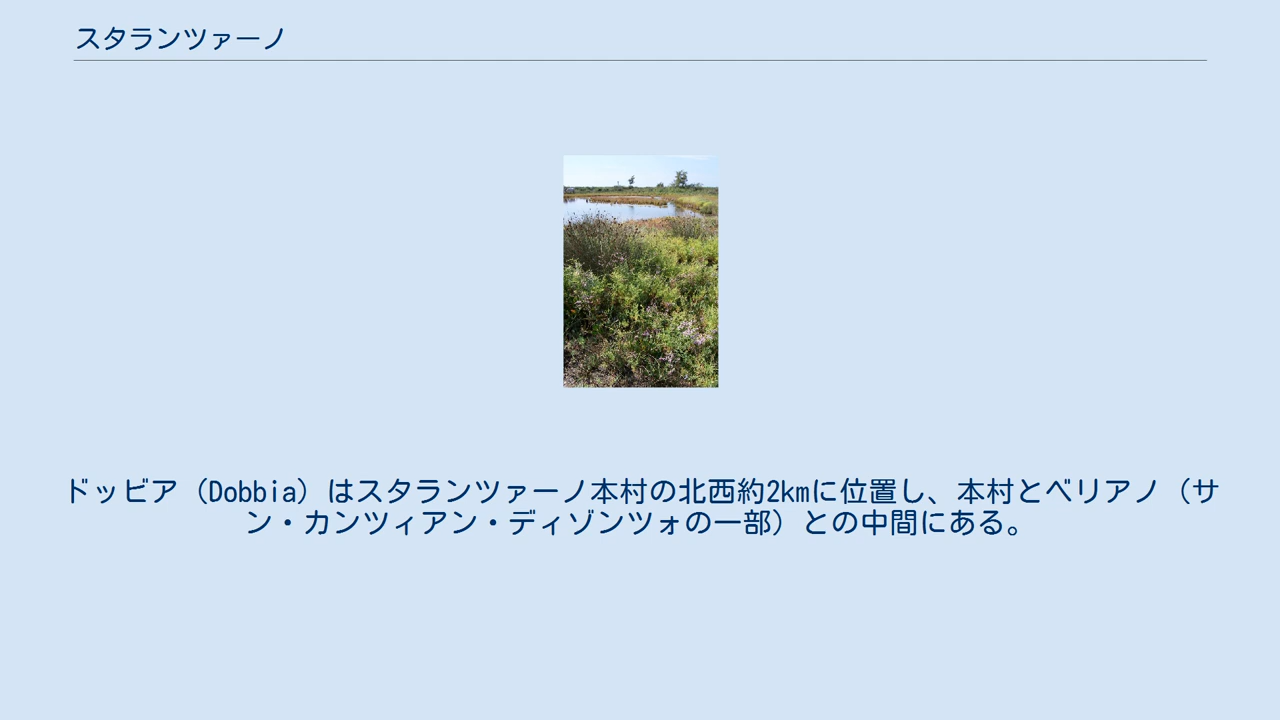 スタランツァーノ
ドッビア（Dobbia）はスタランツァーノ本村の北西約2kmに位置し、本村とベリアノ（サ
ン・カンツィアン・ディゾンツォの一部）との中間にある。